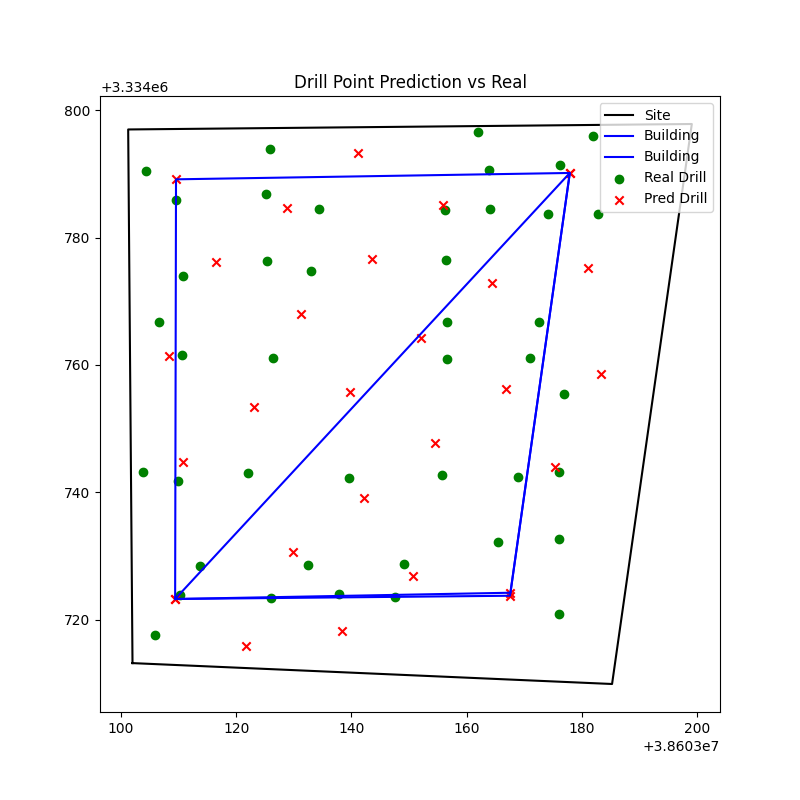 Drill Point Prediction vs Real
+3.334e6
Site
Building
Building
Real Drill
Pred Drill
800
780
760
740
720
100 120 140 160 180 200
+3.8603e7